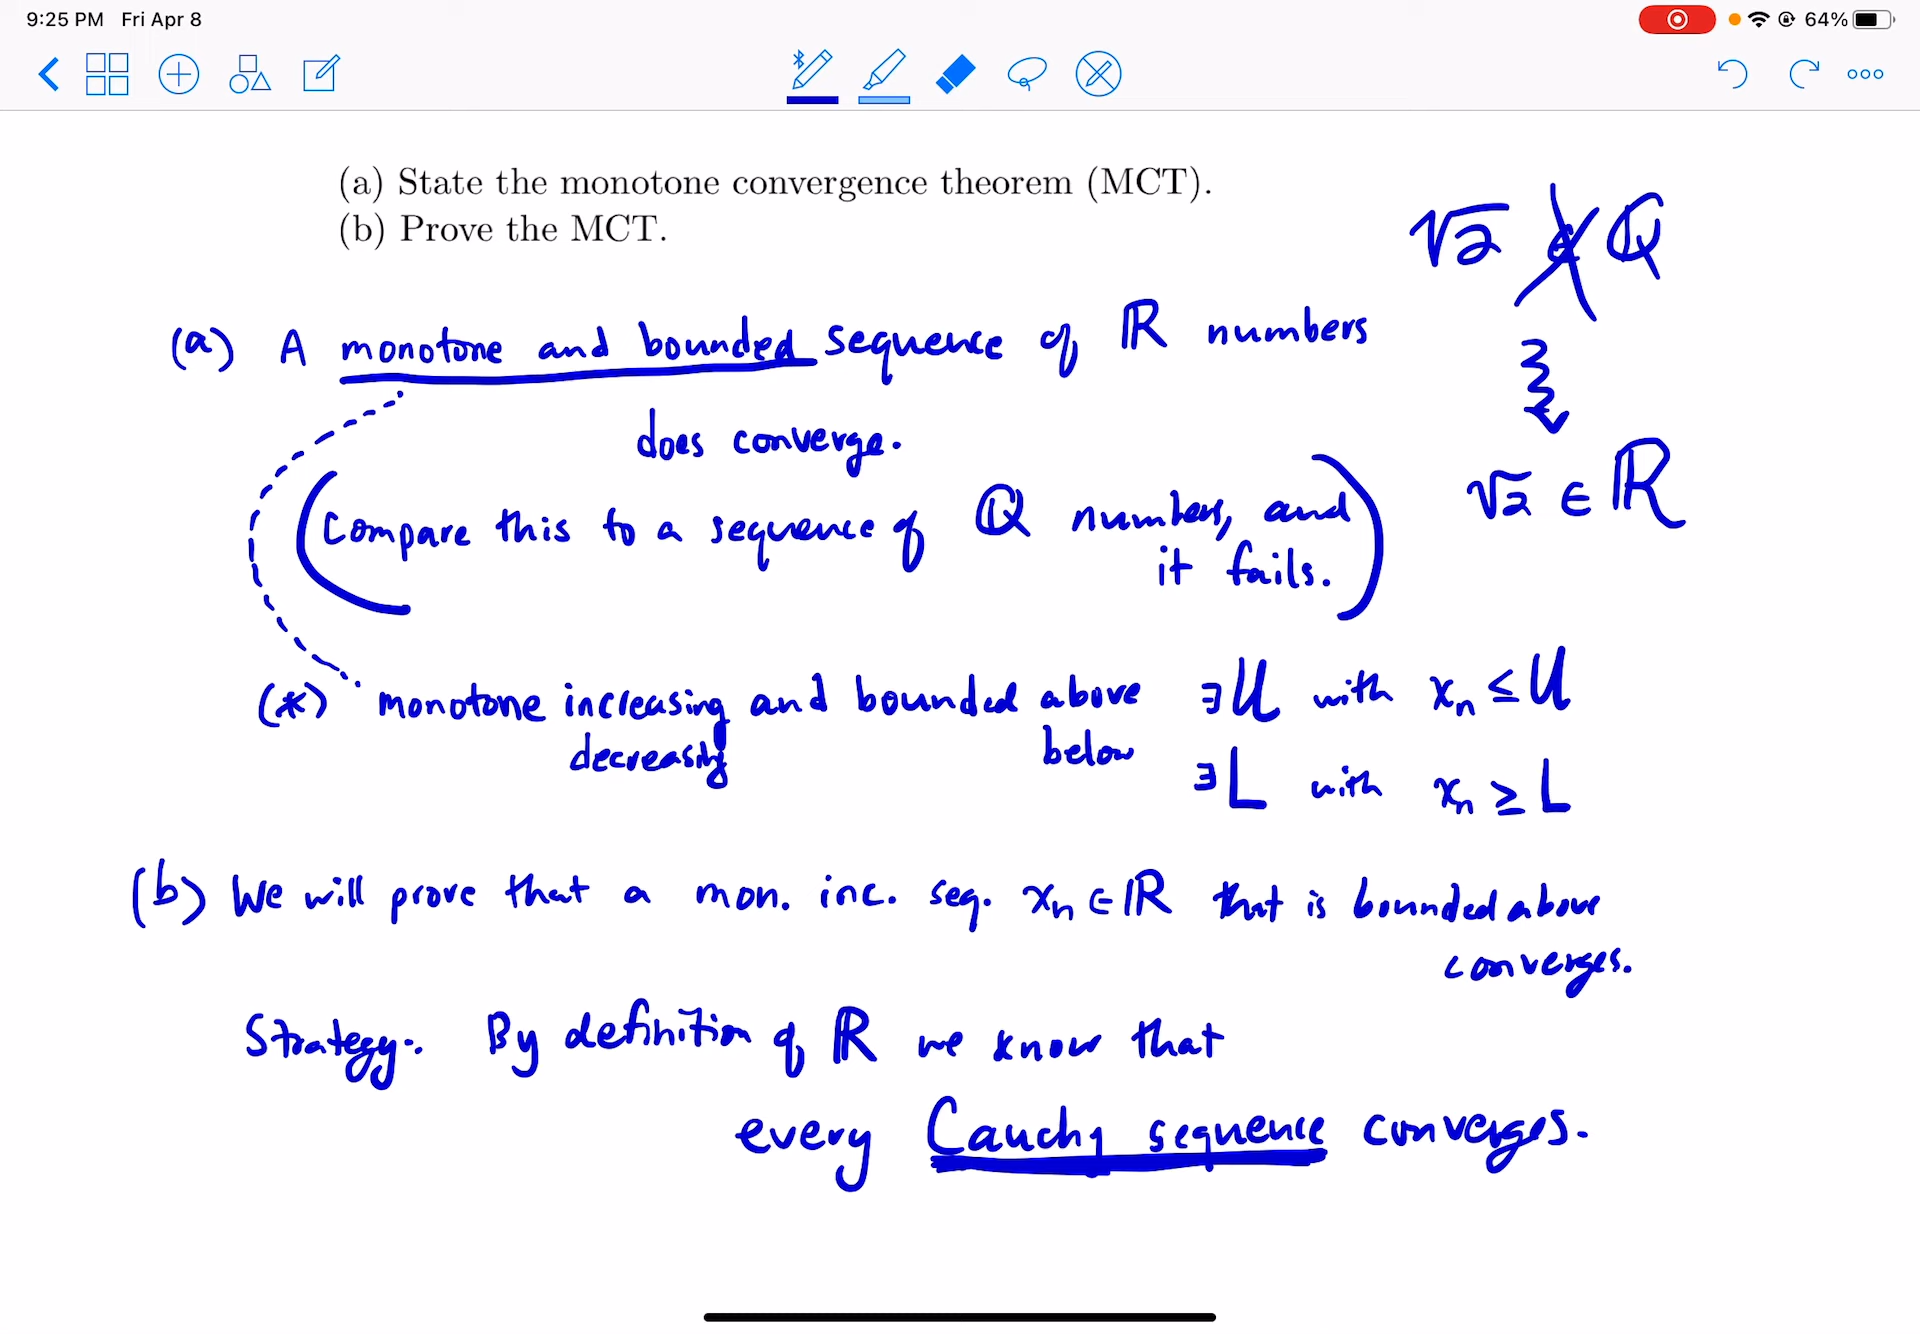 9:25 PM Fri Apr 8
64%
(a) State the monotone convergence theorem (MCT).
(b) Prove the MCT.
√2 ∉ ℚ
(a) A monotone and bounded sequence of ℝ numbers
does converge.
√2 ∈ ℝ
(Compare this to a sequence of ℚ numbers, and
it fails.)
(*) monotone increasing and bounded above ∃ U with xₙ ≤ U
decreasing below ∃ L with xₙ ≥ L
(b) We will prove that a mon. inc. seq. xₙ ∈ ℝ that is bounded above
converges.
Strategy: By definition of ℝ we know that
every Cauchy sequence converges.